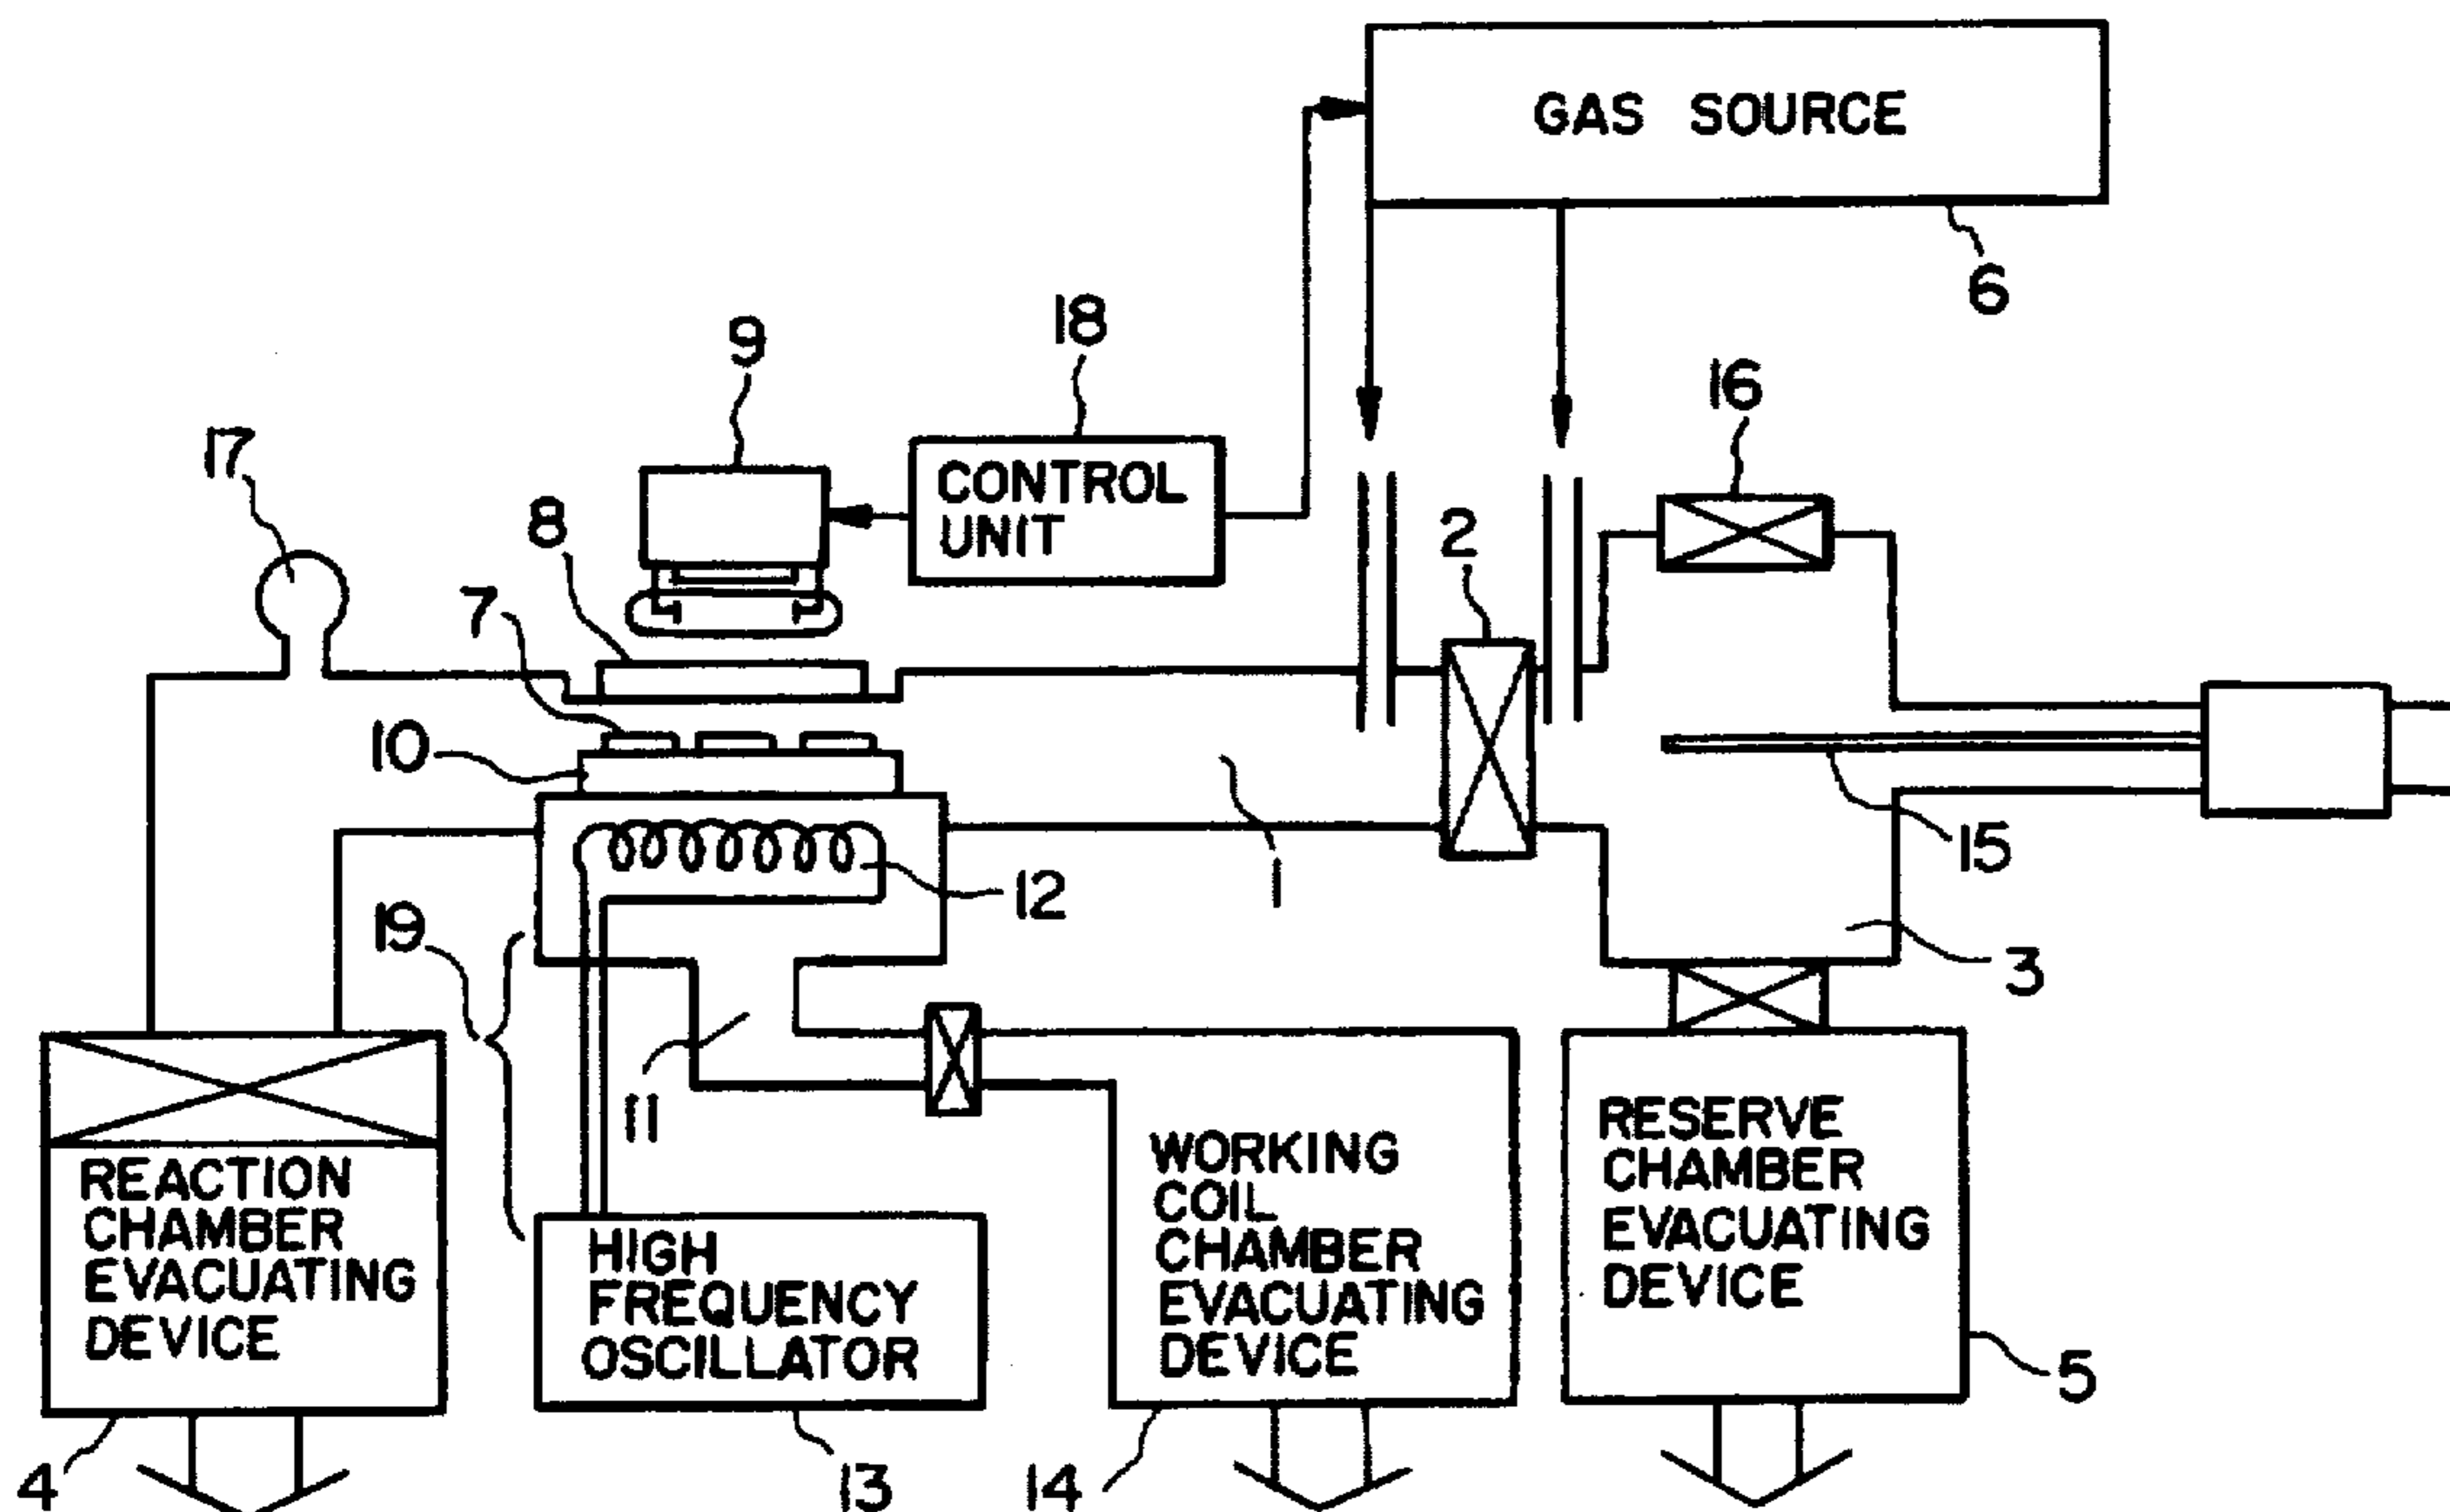 GAS SOURCE
6
18
9
16
17
CONTROL
UNIT
8
2
7
10
15
1
12
19
3
11
RESERVE
CHAMBER
EVACUATING
DEVICE
WORKING
COIL
CHAMBER
EVACUATING
DEVICE
REACTION
CHAMBER
EVACUATING
DEVICE
HIGH
FREQUENCY
OSCILLATOR
5
4
13
14